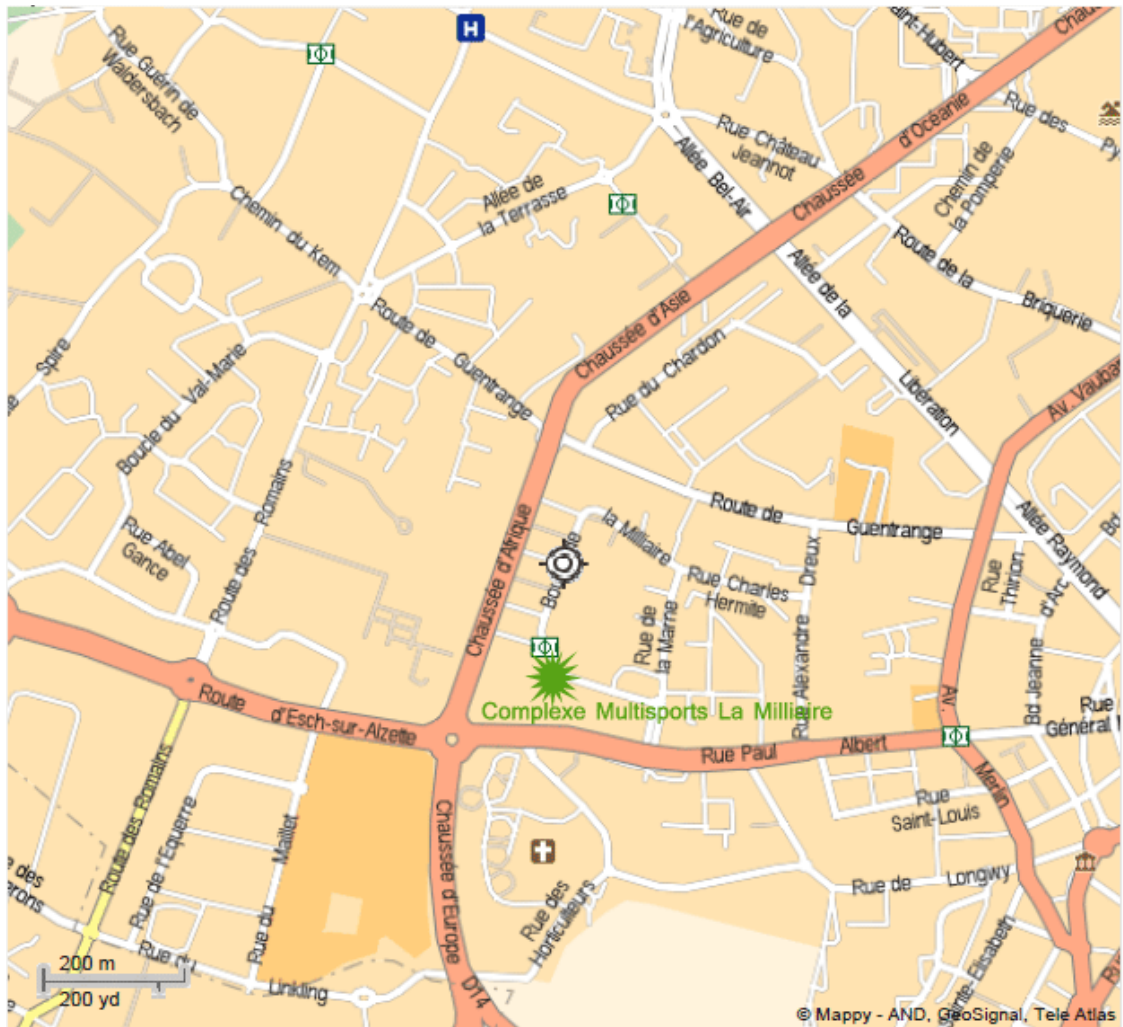 H
Rue Guérin de
Waldersbach
Rue de
l'Agriculture
Saint-Hubert
Rue des
Rue Château
Jeannot
Allée Bel-Air
Chaussée
d'Océanie
Chemin de
la Pomperie
Allée de
la Terrasse
Chemin du Kem
Route de la
Briquerie
Allée de la
Libération
Chaussée d'Asie
Route de
Guentrange
Rue du Chardon
Spire
Boucle du Val-Marie
Av. Vauban
Allée Raymond
Route des
Romains
Rue Abel
Gance
Chaussée d'Afrique
la Milliaire
Route de
Guentrange
Rue Charles
Hermite
Rue Alexandre Dreux
Rue
Thirion
Bd Jeanne d'Arc
Rue de
la Marne
Complexe Multisports La Milliaire
Route d'Esch-sur-Alzette
Rue Paul Albert
Av.
Merlin
Rue
Général
Rue
Saint-Louis
Route des Romains
Rue de l'Equerre
Rue du Maillet
Chaussée d'Europe
D14
Rue des
Horticulteurs
Rue de Longwy
Sainte-Elisabeth
Rue du Linkling
200 m
200 yd
© Mappy - AND, GeoSignal, Tele Atlas